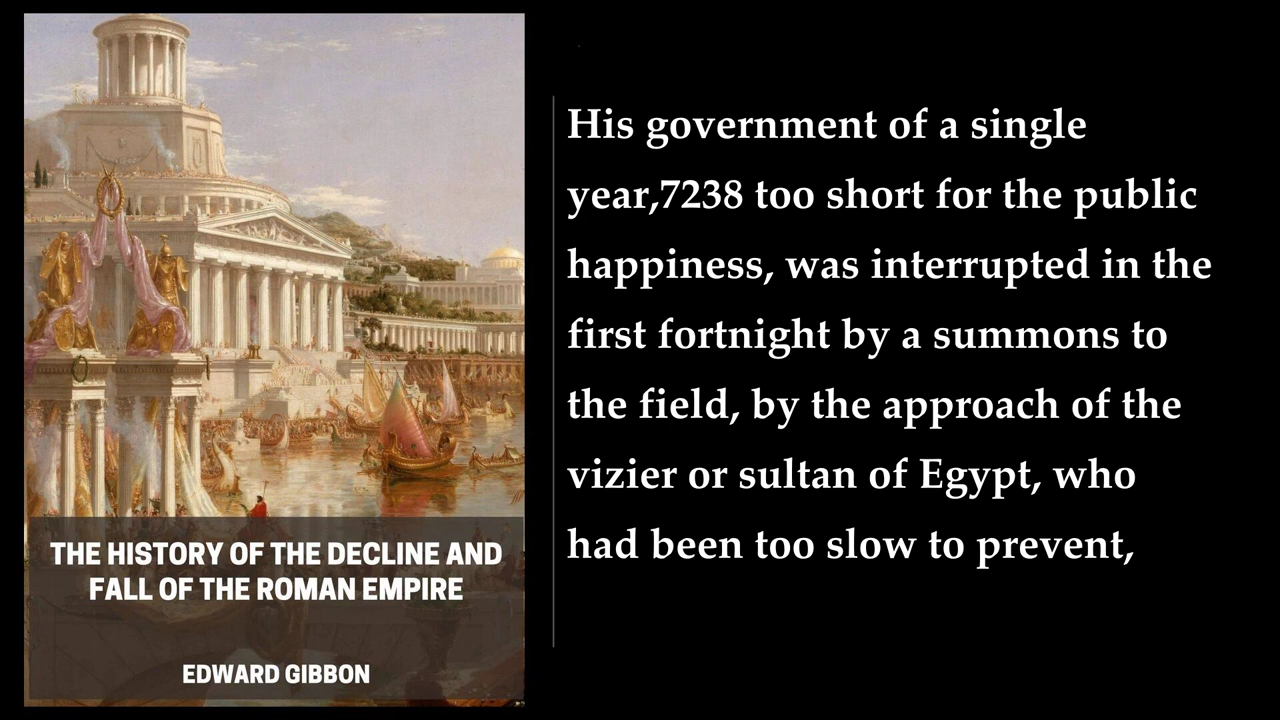 THE HISTORY OF THE DECLINE AND
FALL OF THE ROMAN EMPIRE
EDWARD GIBBON
His government of a single
year,7238 too short for the public
happiness, was interrupted in the
first fortnight by a summons to
the field, by the approach of the
vizier or sultan of Egypt, who
had been too slow to prevent,